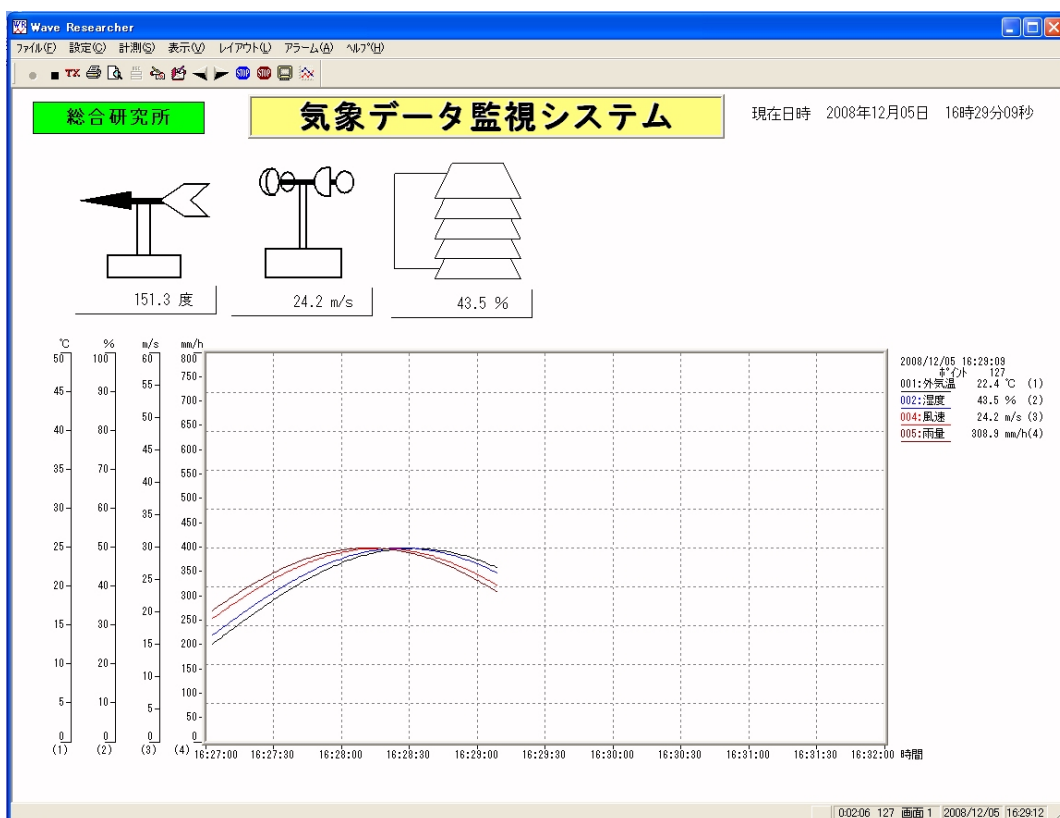 Wave Researcher
ファイル(F) 設定(C) 計測(S) 表示(V) レイアウト(L) アラーム(A) ヘルプ(H)
TX STOP STOP
総合研究所
気象データ監視システム
現在日時 2008年12月05日 16時29分09秒
151.3 度
24.2 m/s
43.5 %
℃ % m/s mm/h
50 45 40 35 30 25 20 15 10 5 0
100 90 80 70 60 50 40 30 20 10 0
60 55 50 45 40 35 30 25 20 15 10 5 0
800 750 700 650 600 550 500 450 400 350 300 250 200 150 100 50 0
(1) (2) (3) (4)
16:27:00 16:27:30 16:28:00 16:28:30 16:29:00 16:29:30 16:30:00 16:30:30 16:31:00 16:31:30 16:32:00 時間
2008/12/05 16:29:09
ポイント 127
001:外気温 22.4 ℃ (1)
002:湿度 43.5 % (2)
004:風速 24.2 m/s (3)
005:雨量 308.9 mm/h(4)
0:02:06 127 画面 1 2008/12/05 16:29:12